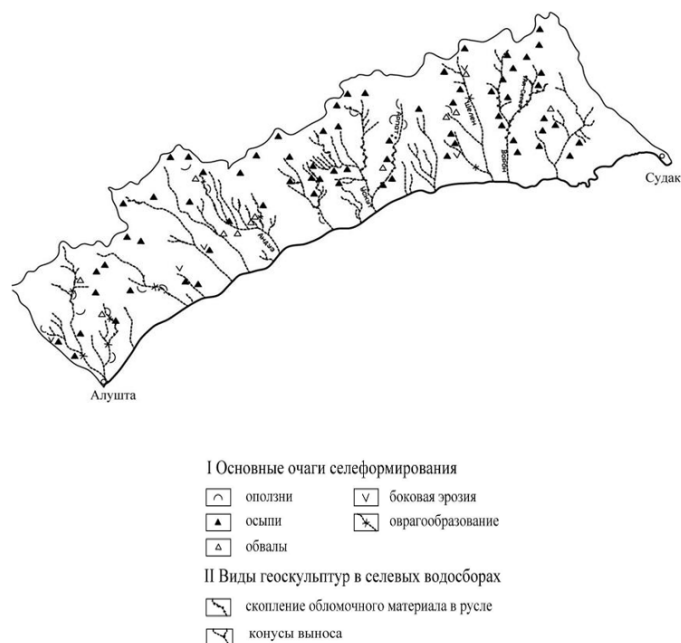 Судак
Алушта
I Основные очаги селеформирования
оползни
боковая эрозия
осыпи
оврагообразование
обвалы
II Виды геоскульптур в селевых водосборах
скопление обломочного материала в русле
конусы выноса